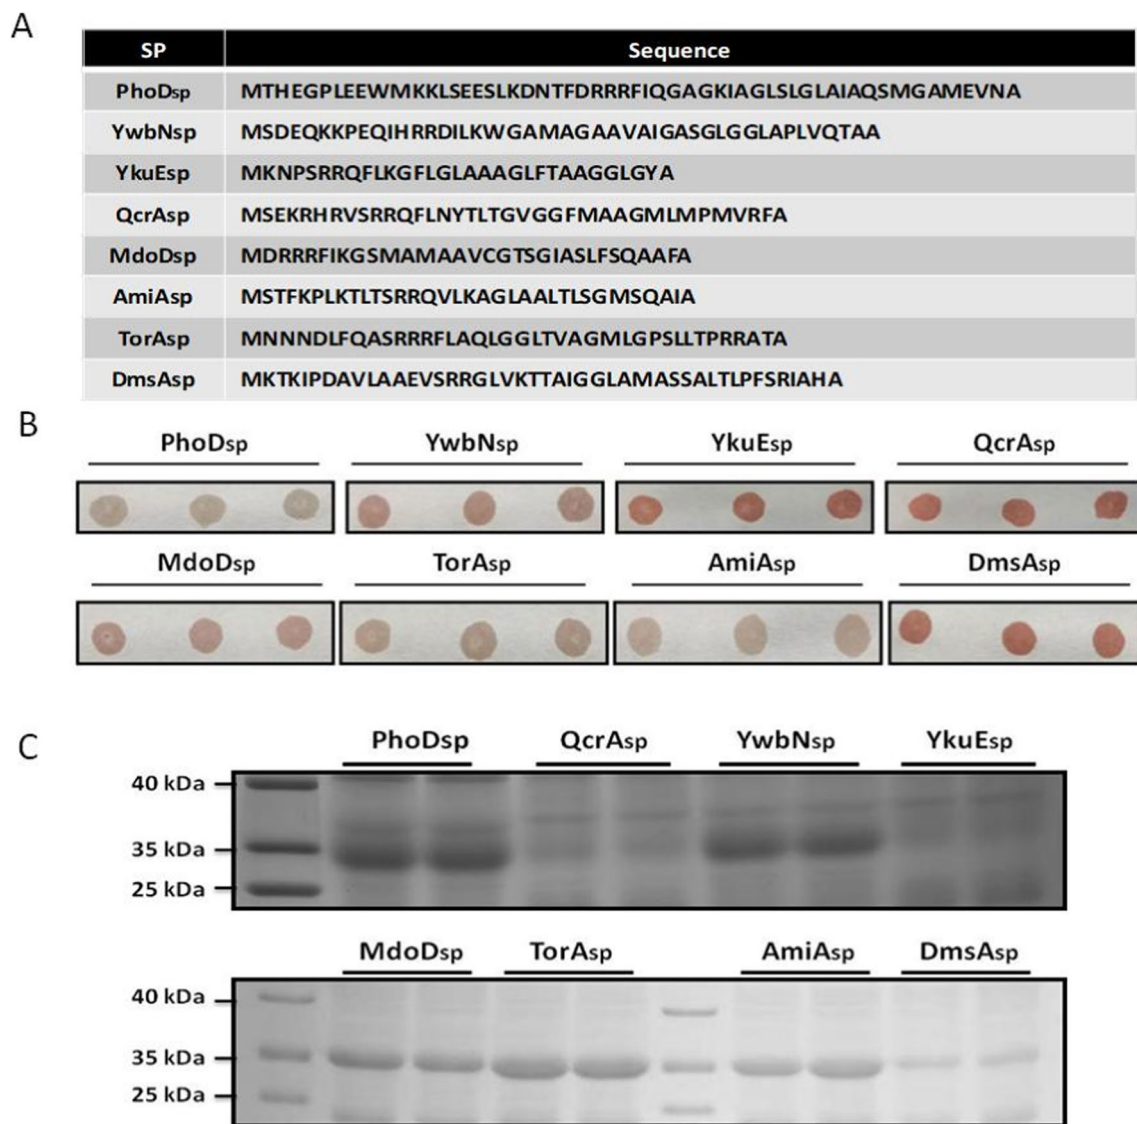 A
SP Sequence
PhoDsp MTHEGPLEEWMKKLSEESLKDNTFDRRRFIQGAGKIAGLSLGLAIAQSMGAMEVNA
YwbNsp MSDEQKKPEQIHRRDILKWGAMAGAAVAIGASGLGGLAPLVQTAA
YkuEsp MKNPSRRQFLKGFLGLAAAGLFTAAGGLGYA
QcrAsp MSEKRHRVSRRQFLNYTLTGVGGFMAAGMLMPMVRFA
MdoDsp MDRRRFIKGSMAMAAVCGTSGIASLFSQAAFA
AmiAsp MSTFKPLKTLTSRRQVLKAGLAALTLSGMSQAIA
TorAsp MNNNDLFQASRRRFLAQLGGLTVAGMLGPSLLTPRRATA
DmsAsp MKTKIPDAVLAAEVSRRGLVKTTAIGGLAMASSALTLPFSRIAHA
B
PhoDsp YwbNsp YkuEsp QcrAsp
MdoDsp TorAsp AmiAsp DmsAsp
C
PhoDsp QcrAsp YwbNsp YkuEsp
40 kDa
35 kDa
25 kDa
MdoDsp TorAsp AmiAsp DmsAsp
40 kDa
35 kDa
25 kDa